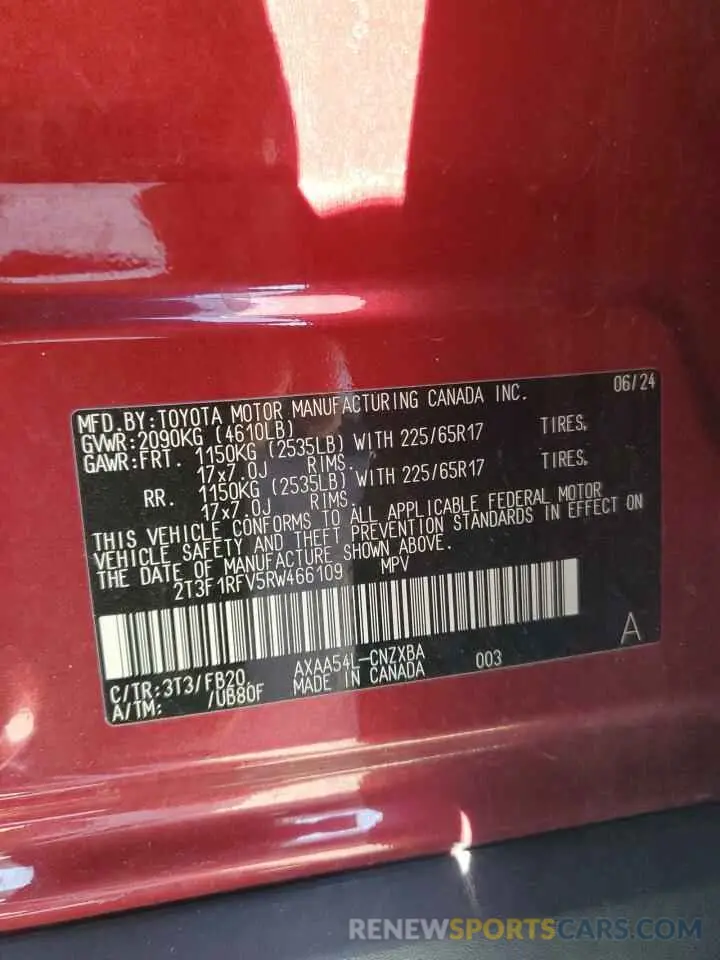 MFD.BY:TOYOTA MOTOR MANUFACTURING CANADA INC. 06/24
GVWR:2090KG (4610LB)
GAWR:FRT. 1150KG (2535LB) WITH 225/65R17 TIRES,
17x7.0J RIMS.
RR. 1150KG (2535LB) WITH 225/65R17 TIRES,
17x7.0J RIMS.
THIS VEHICLE CONFORMS TO ALL APPLICABLE FEDERAL MOTOR
VEHICLE SAFETY AND THEFT PREVENTION STANDARDS IN EFFECT ON
THE DATE OF MANUFACTURE SHOWN ABOVE.
2T3F1RFV5RW466109 MPV
C/TR:3T3/FB20, AXAA54L-CNZXBA 003 A
A/TM: /UB80F MADE IN CANADA
RENEWSPORTSCARS.COM